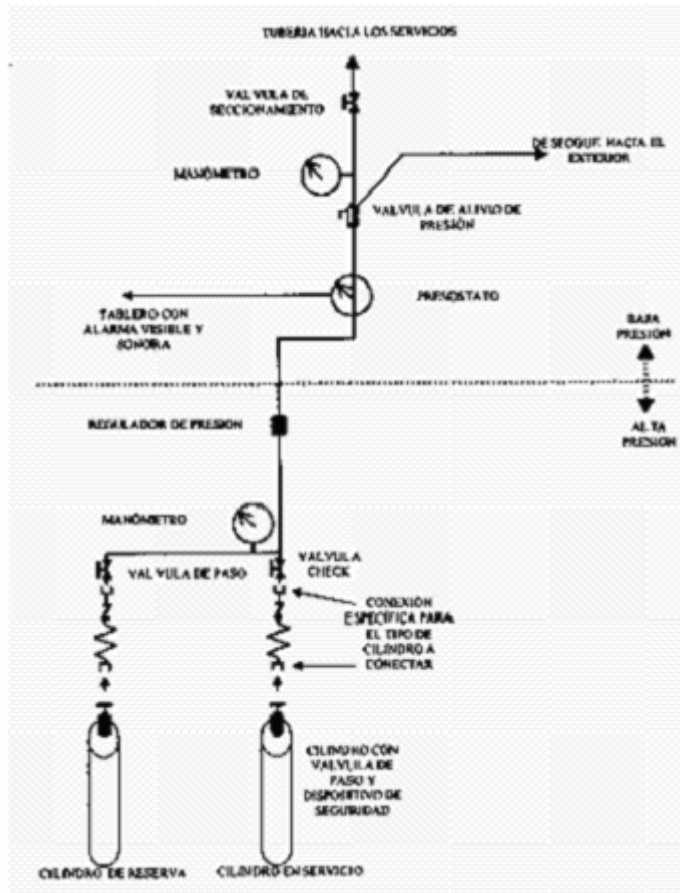 TUBERIA HACIA LOS SERVICIOS
VALVULA DE
SECCIONAMIENTO
DESFOGUE HACIA EL
EXTERIOR
MANÓMETRO
VALVULA DE ALIVIO DE
PRESIÓN
PRESOSTATO
TABLERO CON
ALARMA VISIBLE Y
SONORA
BAJA
PRESIÓN
REGULADOR DE PRESIÓN
ALTA
PRESIÓN
MANÓMETRO
VALVULA DE PASO
VALVULA
CHECK
CONEXIÓN
ESPECÍFICA PARA
EL TIPO DE
CILINDRO A
CONECTAR
CILINDRO CON
VALVULA DE
PASO Y
DISPOSITIVO DE
SEGURIDAD
CILINDRO DE RESERVA
CILINDRO EN SERVICIO